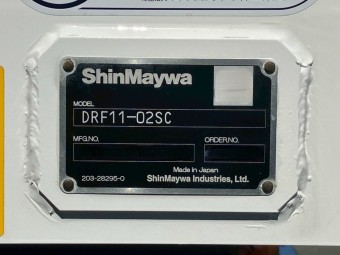 ShinMaywa
MODEL
DRF11-02SC
MFG.NO. ORDER.NO.
Made in Japan
203-28295-0 ShinMaywa Industries, Ltd.